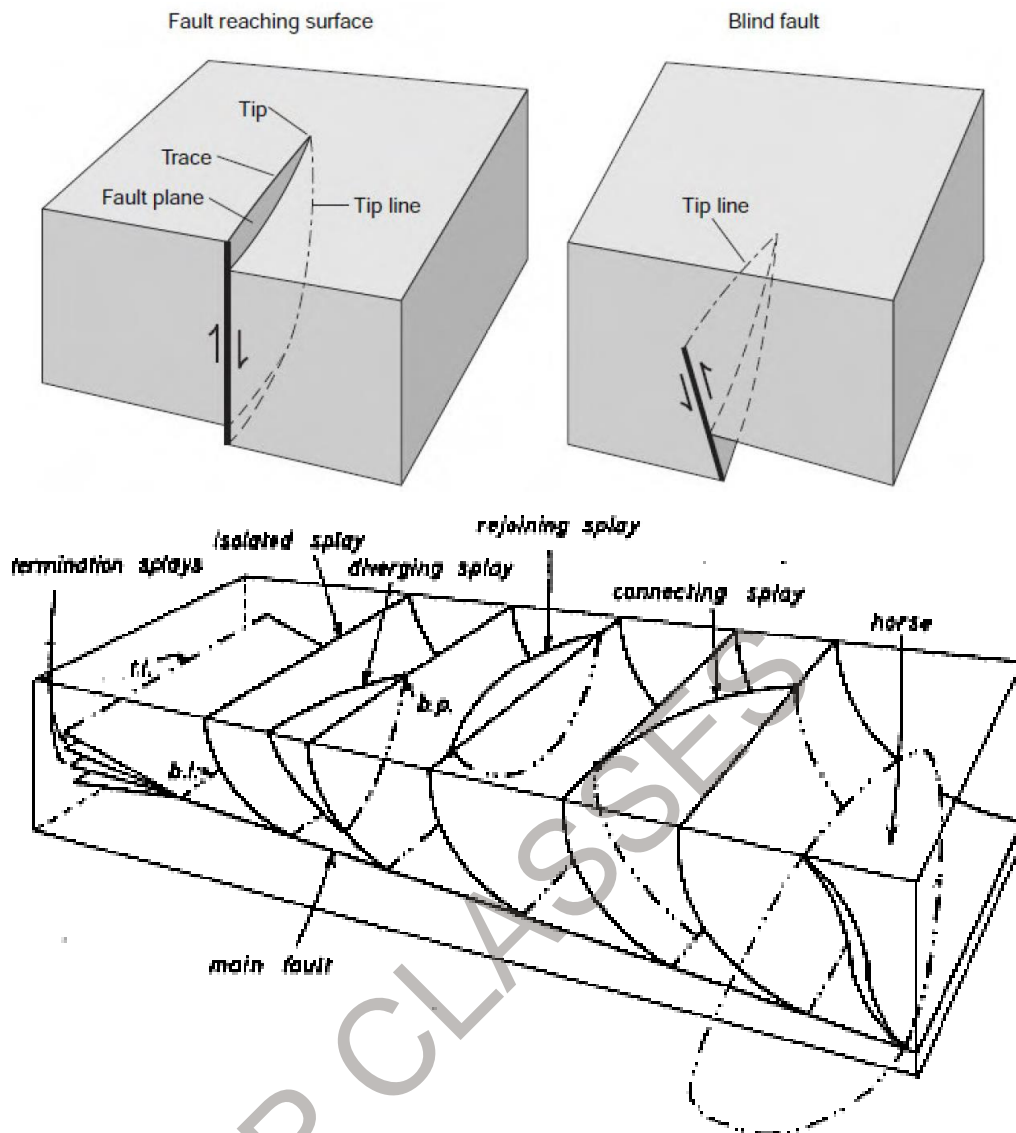 Fault reaching surface
Blind fault
Tip
Trace
Fault plane
Tip line
Tip line
rejoining splay
isolated splay
termination splays
diverging splay
connecting splay
horse
t.l.
b.p.
b.l.
main fault
P CLASSES